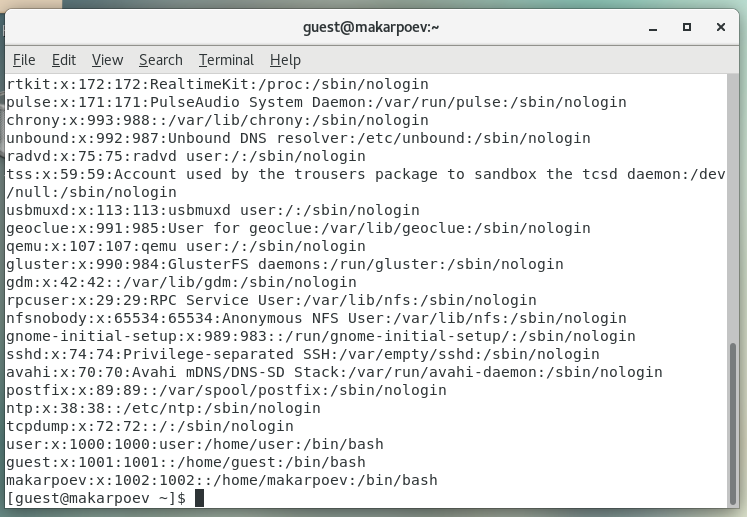 guest@makarpoev:~
File Edit View Search Terminal Help
rtkit:x:172:172:RealtimeKit:/proc:/sbin/nologin
pulse:x:171:171:PulseAudio System Daemon:/var/run/pulse:/sbin/nologin
chrony:x:993:988::/var/lib/chrony:/sbin/nologin
unbound:x:992:987:Unbound DNS resolver:/etc/unbound:/sbin/nologin
radvd:x:75:75:radvd user:/:/sbin/nologin
tss:x:59:59:Account used by the trousers package to sandbox the tcsd daemon:/dev
/null:/sbin/nologin
usbmuxd:x:113:113:usbmuxd user:/:/sbin/nologin
geoclue:x:991:985:User for geoclue:/var/lib/geoclue:/sbin/nologin
qemu:x:107:107:qemu user:/:/sbin/nologin
gluster:x:990:984:GlusterFS daemons:/run/gluster:/sbin/nologin
gdm:x:42:42::/var/lib/gdm:/sbin/nologin
rpcuser:x:29:29:RPC Service User:/var/lib/nfs:/sbin/nologin
nfsnobody:x:65534:65534:Anonymous NFS User:/var/lib/nfs:/sbin/nologin
gnome-initial-setup:x:989:983::/run/gnome-initial-setup/:/sbin/nologin
sshd:x:74:74:Privilege-separated SSH:/var/empty/sshd:/sbin/nologin
avahi:x:70:70:Avahi mDNS/DNS-SD Stack:/var/run/avahi-daemon:/sbin/nologin
postfix:x:89:89::/var/spool/postfix:/sbin/nologin
ntp:x:38:38::/etc/ntp:/sbin/nologin
tcpdump:x:72:72::/:/sbin/nologin
user:x:1000:1000:user:/home/user:/bin/bash
guest:x:1001:1001::/home/guest:/bin/bash
makarpoev:x:1002:1002::/home/makarpoev:/bin/bash
[guest@makarpoev ~]$